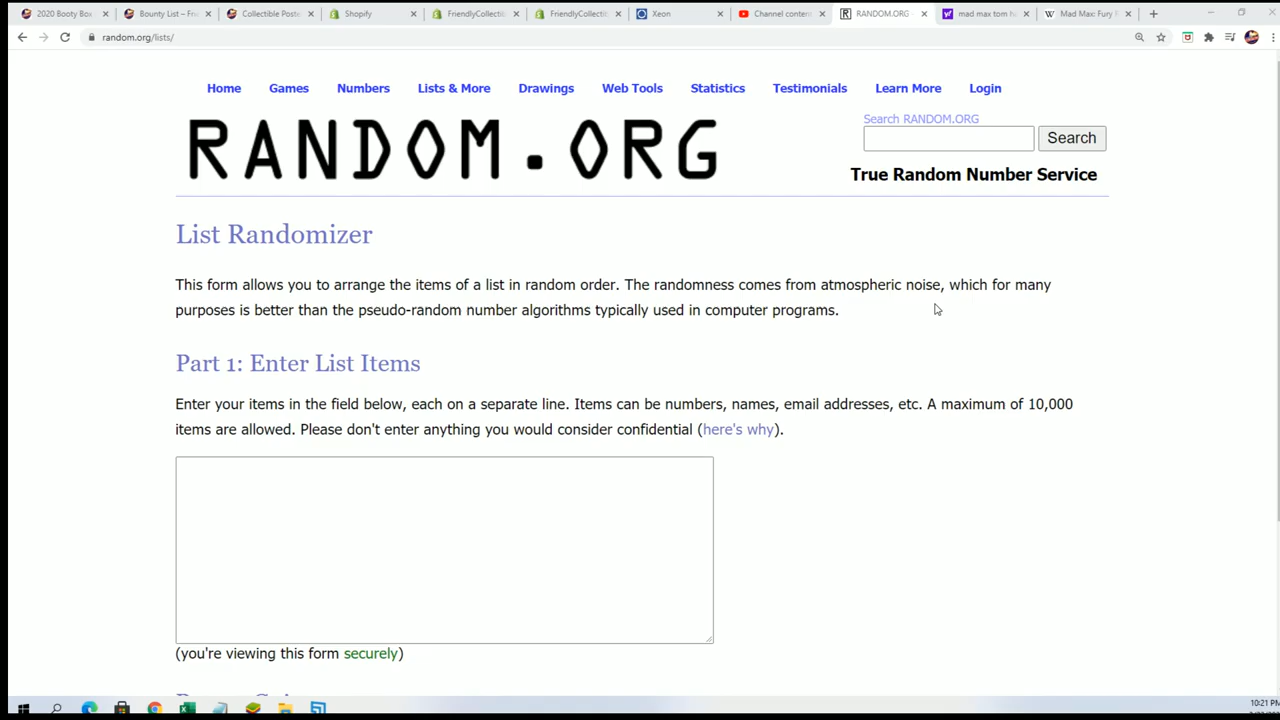 2020 Booty Box
Bounty List – Frie
Collectible Poste
Shopify
FriendlyCollectic
FriendlyCollectic
Xeon
Channel content
RANDOM.ORG
mad max tom ha
Mad Max: Fury R
random.org/lists/
Home Games Numbers Lists & More Drawings Web Tools Statistics Testimonials Learn More Login
RANDOM.ORG
Search RANDOM.ORG
Search
True Random Number Service
List Randomizer
This form allows you to arrange the items of a list in random order. The randomness comes from atmospheric noise, which for many
purposes is better than the pseudo-random number algorithms typically used in computer programs.
Part 1: Enter List Items
Enter your items in the field below, each on a separate line. Items can be numbers, names, email addresses, etc. A maximum of 10,000
items are allowed. Please don't enter anything you would consider confidential (here's why).
(you're viewing this form securely)
10:21 PM